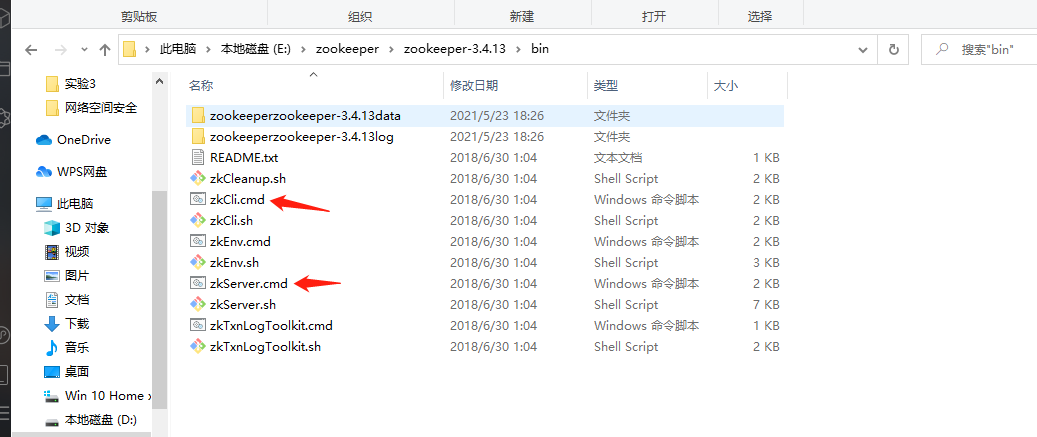 剪贴板 组织 新建 打开 选择
此电脑 本地磁盘 (E:) zookeeper zookeeper-3.4.13 bin 搜索"bin"
名称 修改日期 类型 大小
实验3
网络空间安全
OneDrive
WPS网盘
此电脑
3D 对象
视频
图片
文档
下载
音乐
桌面
Win 10 Home x
本地磁盘 (D:)
zookeeperzookeeper-3.4.13data 2021/5/23 18:26 文件夹
zookeeperzookeeper-3.4.13log 2021/5/23 18:26 文件夹
README.txt 2018/6/30 1:04 文本文档 1 KB
zkCleanup.sh 2018/6/30 1:04 Shell Script 2 KB
zkCli.cmd 2018/6/30 1:04 Windows 命令脚本 2 KB
zkCli.sh 2018/6/30 1:04 Shell Script 2 KB
zkEnv.cmd 2018/6/30 1:04 Windows 命令脚本 2 KB
zkEnv.sh 2018/6/30 1:04 Shell Script 3 KB
zkServer.cmd 2018/6/30 1:04 Windows 命令脚本 2 KB
zkServer.sh 2018/6/30 1:04 Shell Script 7 KB
zkTxnLogToolkit.cmd 2018/6/30 1:04 Windows 命令脚本 1 KB
zkTxnLogToolkit.sh 2018/6/30 1:04 Shell Script 2 KB